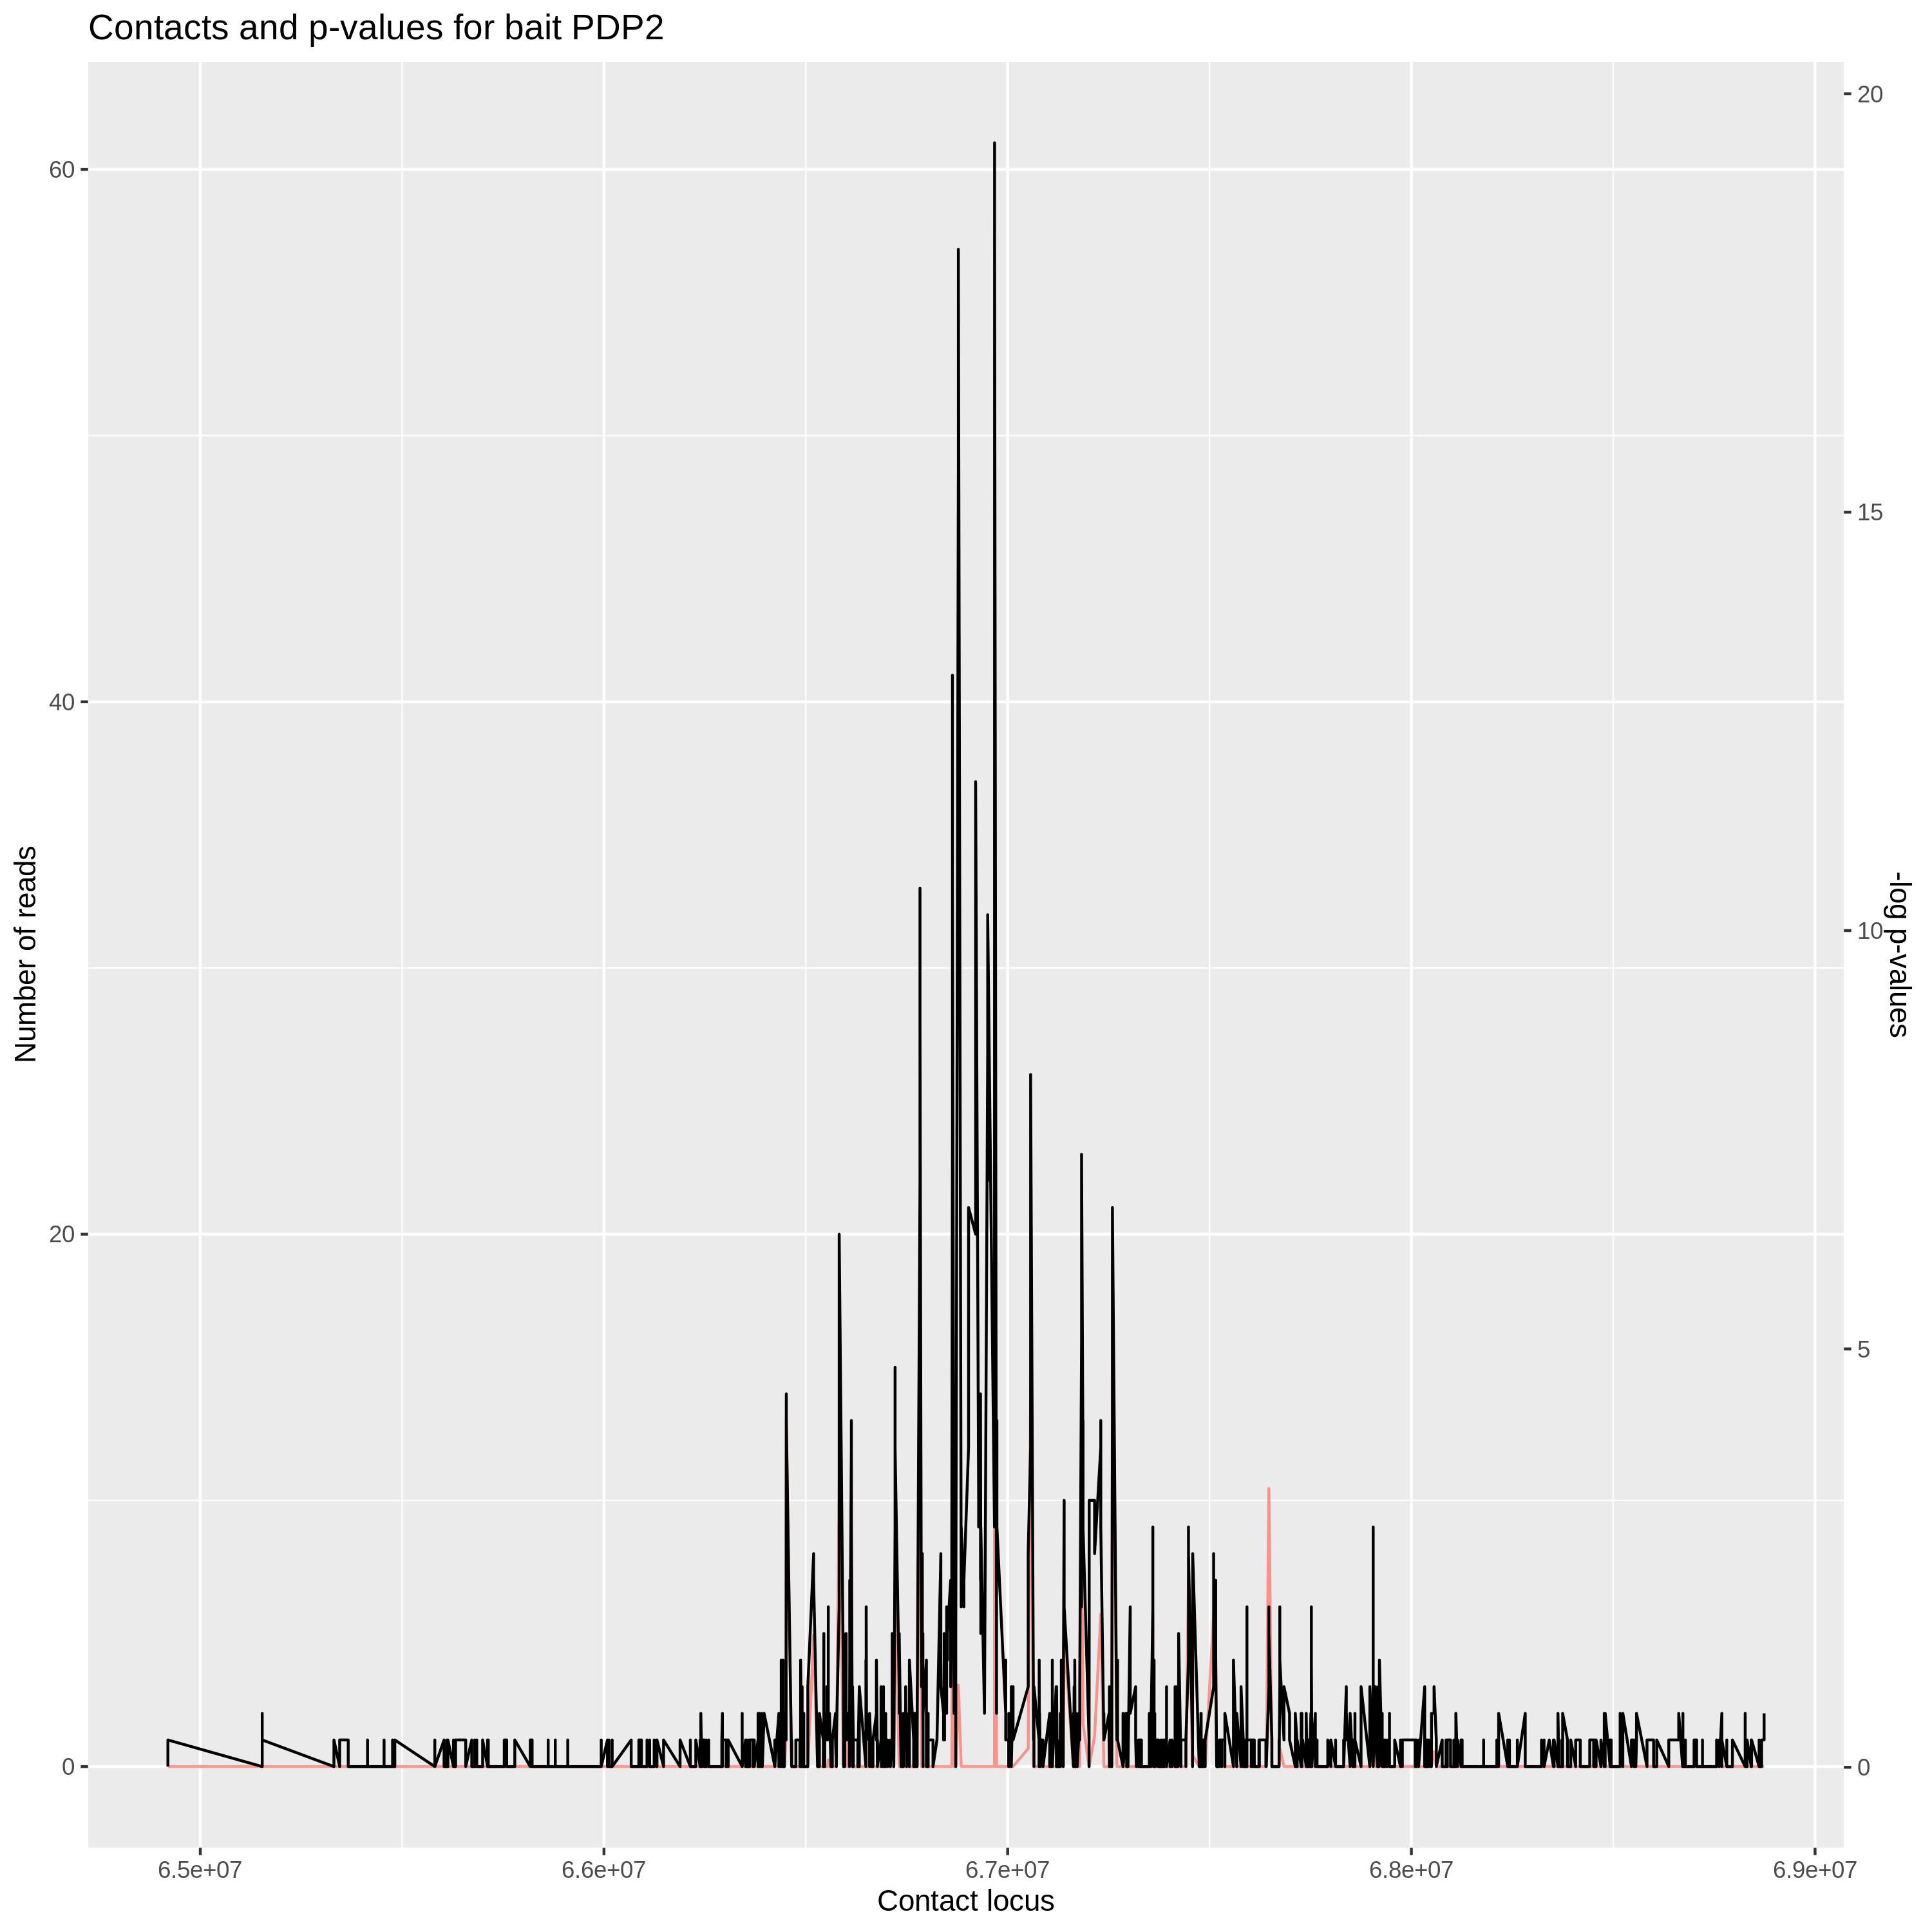 Contacts and p-values for bait PDP2
60
40
20
0
Number of reads
20
15
10
5
0
-log p-values
6.5e+07 6.6e+07 6.7e+07 6.8e+07 6.9e+07
Contact locus